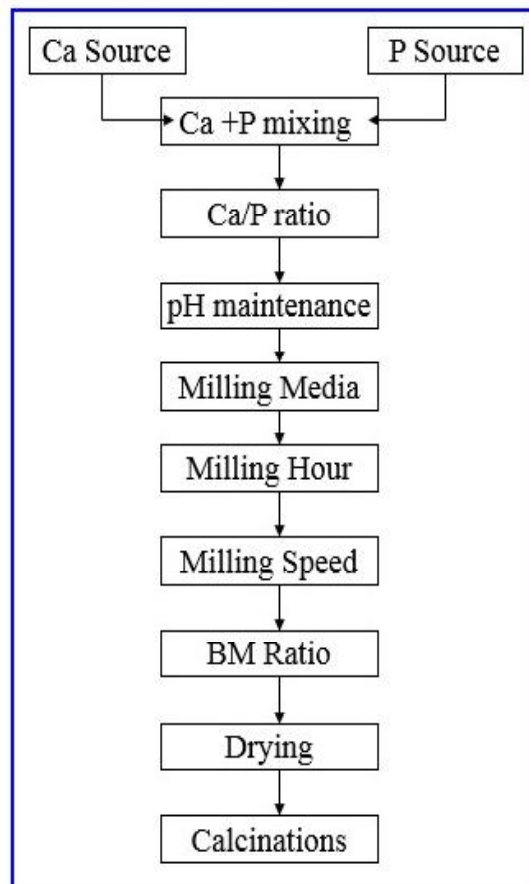 Ca Source
P Source
Ca +P mixing
Ca/P ratio
pH maintenance
Milling Media
Milling Hour
Milling Speed
BM Ratio
Drying
Calcinations